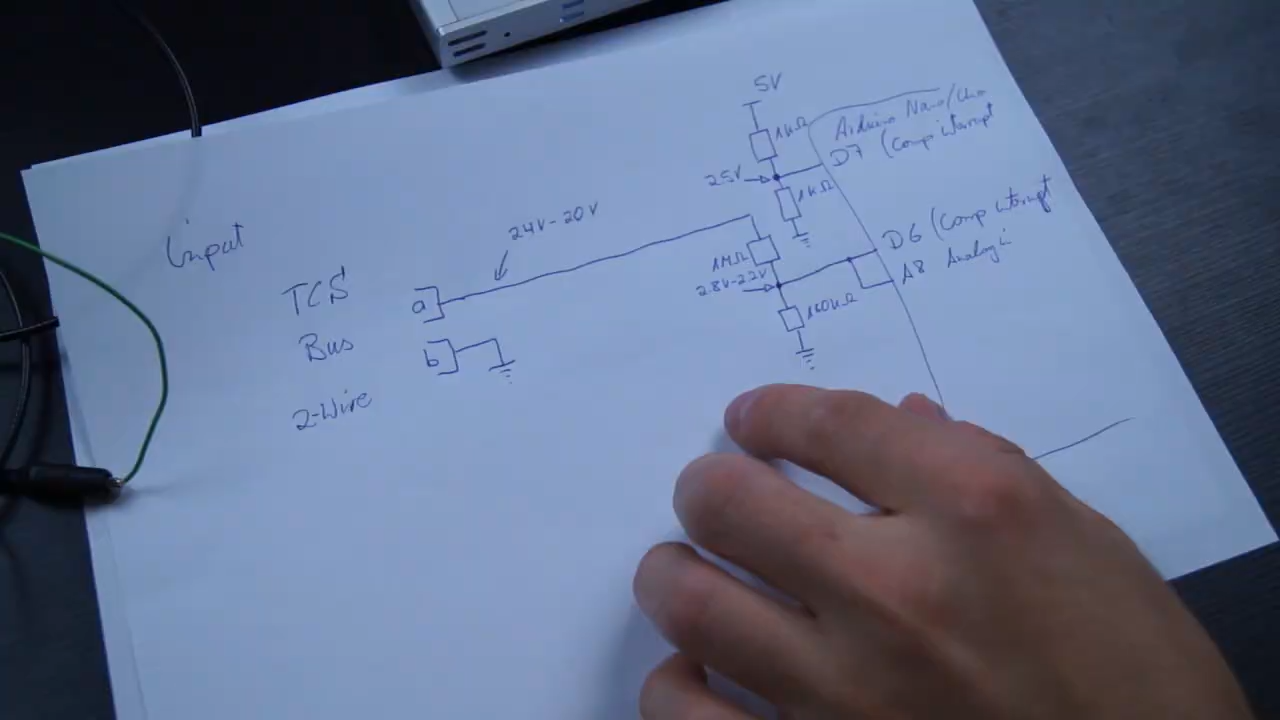 Input
TCS
Bus
2-Wire
a
b
24V-20V
5V
1kΩ
2.5V
1kΩ
Arduino Nano/Uno
D7 (Comp interrupt
1MΩ
2.8V-2.2V
D6 (Comp interrupt
A8 Analog